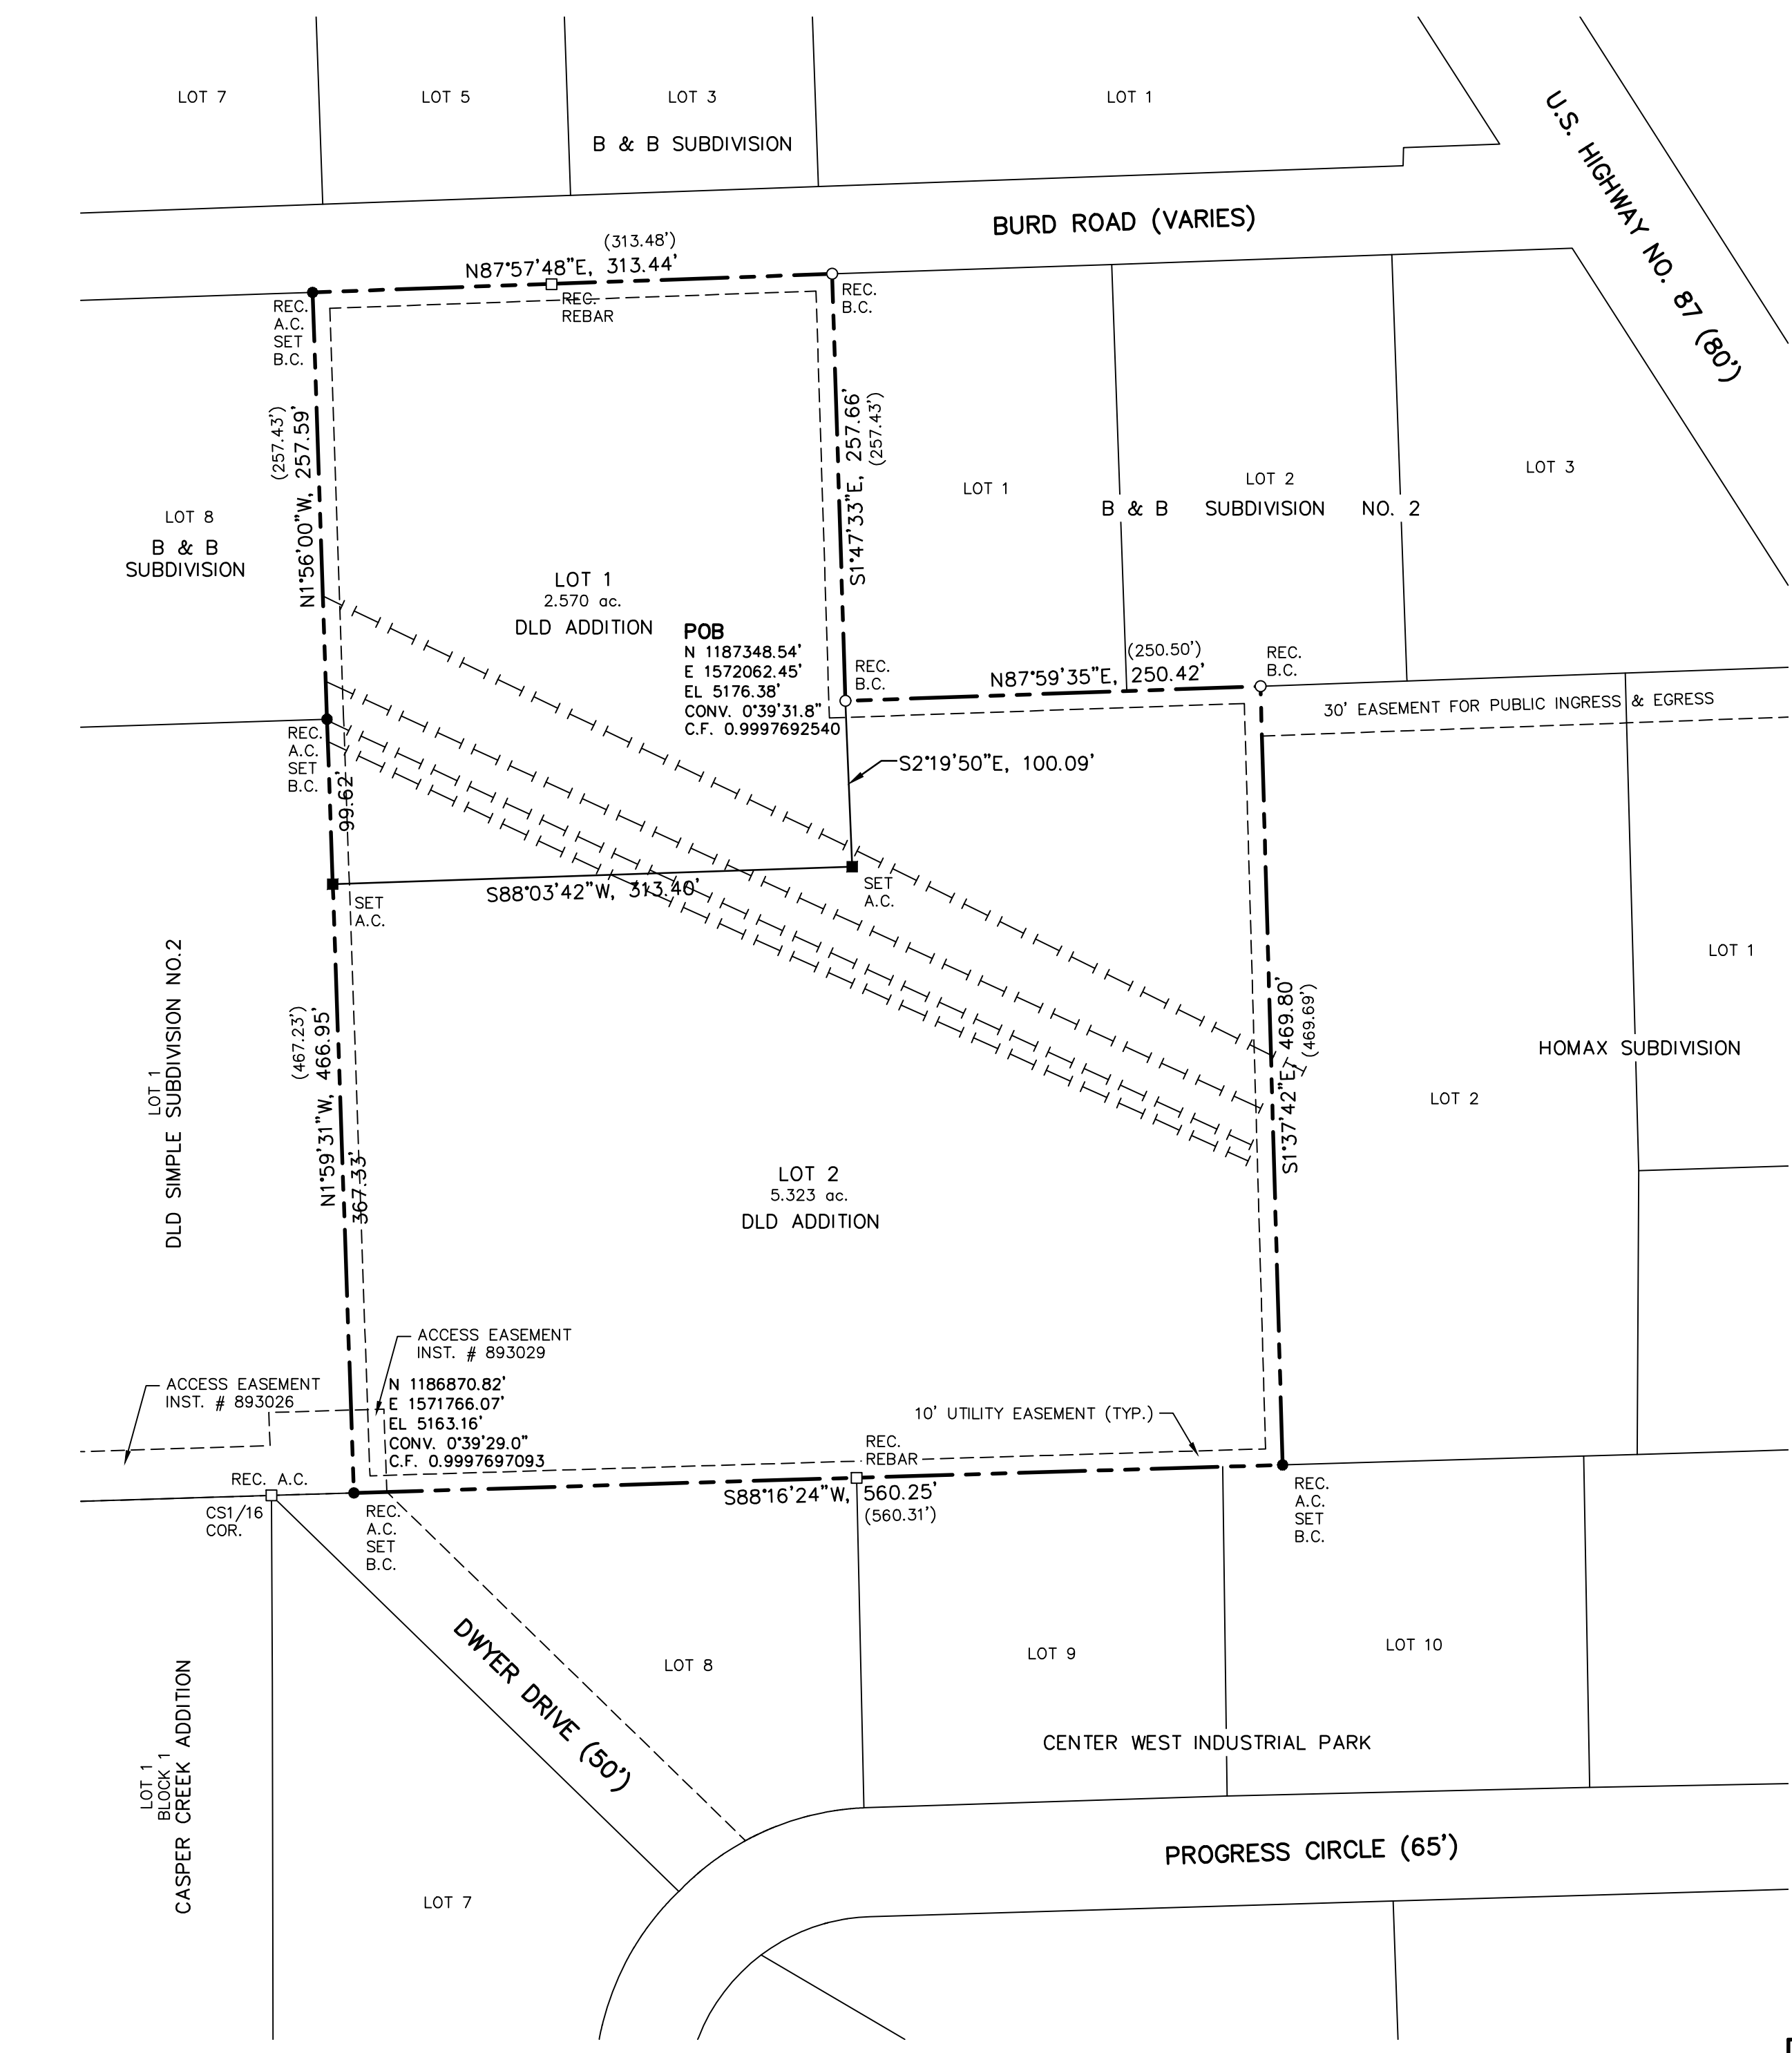 LOT 7
LOT 5
LOT 3
LOT 1
B & B SUBDIVISION
U.S. HIGHWAY NO. 87 (80')
BURD ROAD (VARIES)
(313.48')
N87°57'48"E, 313.44'
REC.
A.C.
SET
B.C.
REC.
REBAR
REC.
B.C.
(257.43')
N1°56'00"W, 257.59'
S1°47'33"E, 257.66'
(257.43')
LOT 8
B & B
SUBDIVISION
LOT 1
2.570 ac.
DLD ADDITION
LOT 1
LOT 2
LOT 3
B & B SUBDIVISION NO. 2
POB
N 1187348.54'
E 1572062.45'
EL 5176.38'
CONV. 0°39'31.8"
C.F. 0.9997692540
REC.
B.C.
(250.50')
N87°59'35"E, 250.42'
REC.
B.C.
30' EASEMENT FOR PUBLIC INGRESS & EGRESS
REC.
A.C.
SET
B.C.
99.62'
S2°19'50"E, 100.09'
S88°03'42"W, 313.40'
SET
A.C.
SET
A.C.
LOT 1
DLD SIMPLE SUBDIVISION NO.2
(467.23')
N1°59'31"W, 466.95'
367.33'
S1°37'42"E, 469.80'
(469.69')
LOT 1
HOMAX SUBDIVISION
LOT 2
LOT 2
5.323 ac.
DLD ADDITION
ACCESS EASEMENT
INST. # 893029
ACCESS EASEMENT
INST. # 893026
N 1186870.82'
E 1571766.07'
EL 5163.16'
CONV. 0°39'29.0"
C.F. 0.9997697093
10' UTILITY EASEMENT (TYP.)
REC.
REBAR
REC. A.C.
CS1/16
COR.
REC.
A.C.
SET
B.C.
S88°16'24"W, 560.25'
(560.31')
REC.
A.C.
SET
B.C.
DWYER DRIVE (50')
LOT 8
LOT 9
LOT 10
CENTER WEST INDUSTRIAL PARK
LOT 1
BLOCK 1
CASPER CREEK ADDITION
PROGRESS CIRCLE (65')
LOT 7